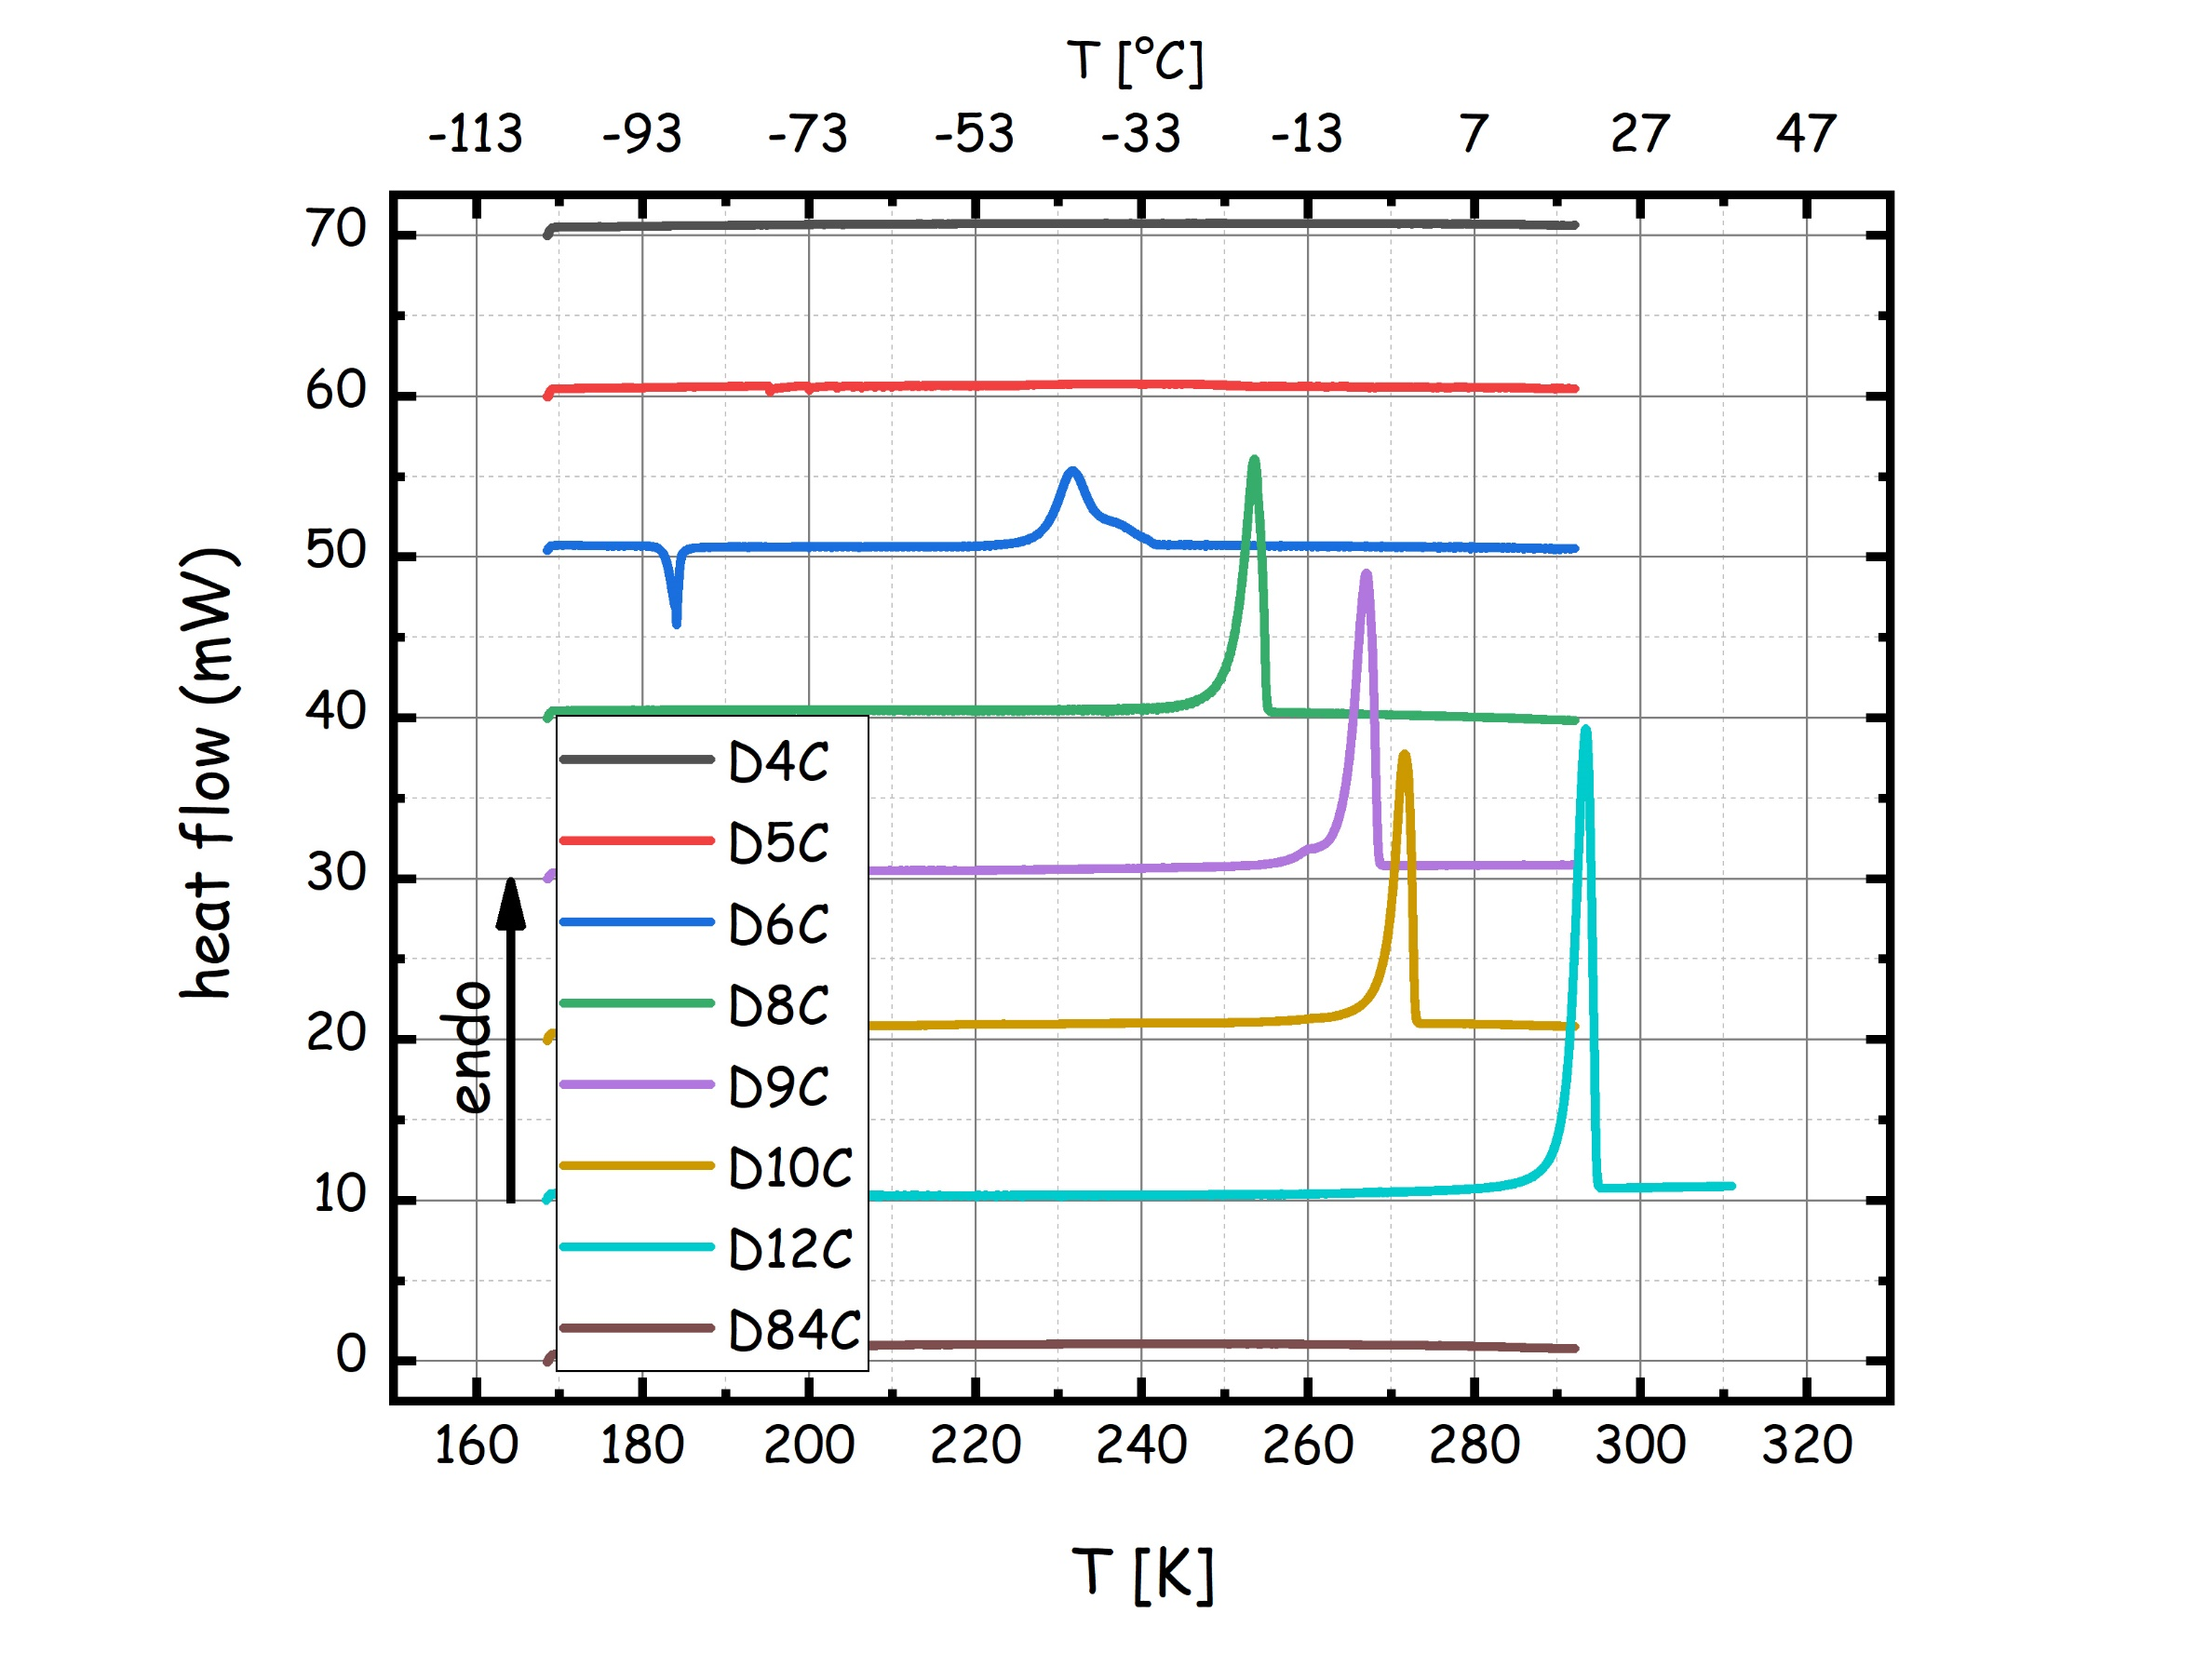 T [°C]
-113 -93 -73 -53 -33 -13 7 27 47
70
60
50
40
30
20
10
0
heat flow (mW)
endo
D4C
D5C
D6C
D8C
D9C
D10C
D12C
D84C
160 180 200 220 240 260 280 300 320
T [K]